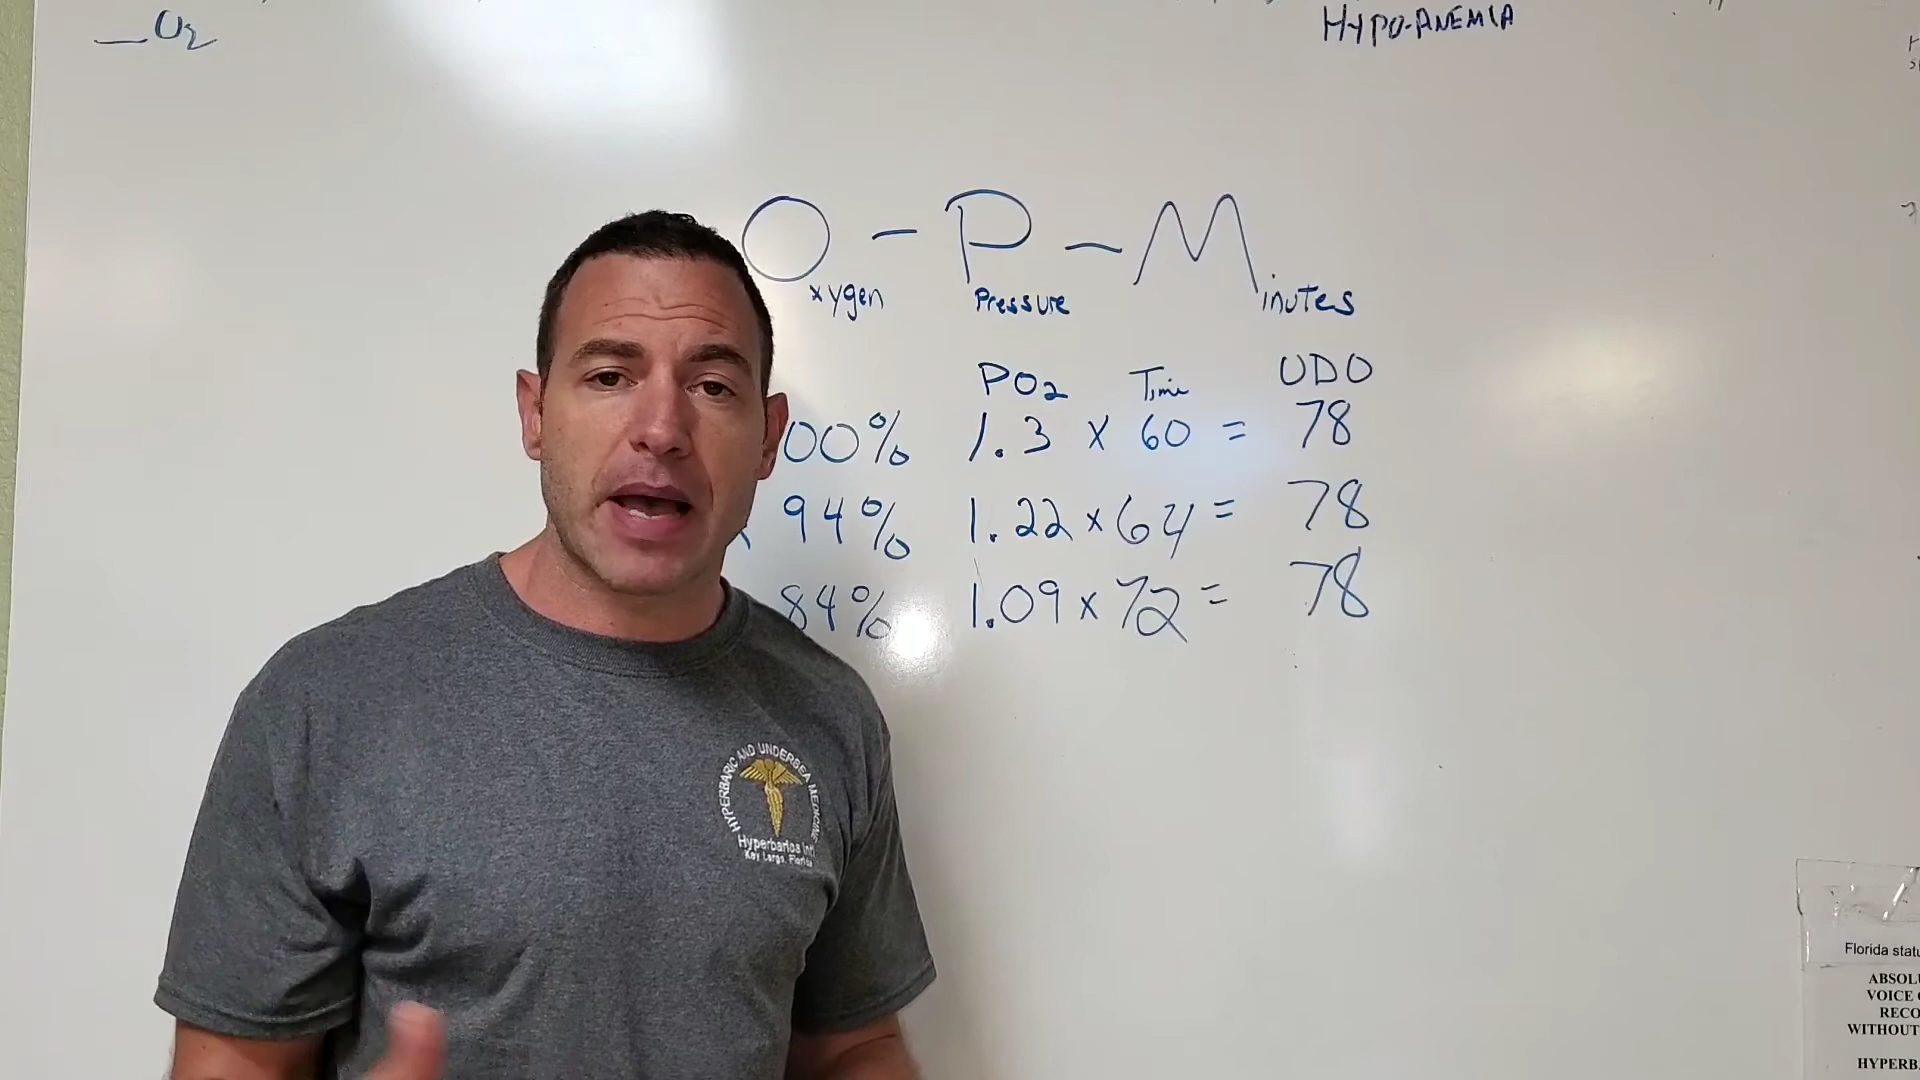 O2
HYPO-ANEMIA
O - P - M
xygen Pressure inutes
PO2 Time UDO
00% 1.3 x 60 = 78
94% 1.22 x 64 = 78
84% 1.09 x 72 = 78
HYPERBARIC AND UNDERSEA MEDICINE
Hyperbarics Int'l
Key Largo, Florida
Florida statu
ABSOLU
VOICE
RECO
WITHOUT
HYPERB